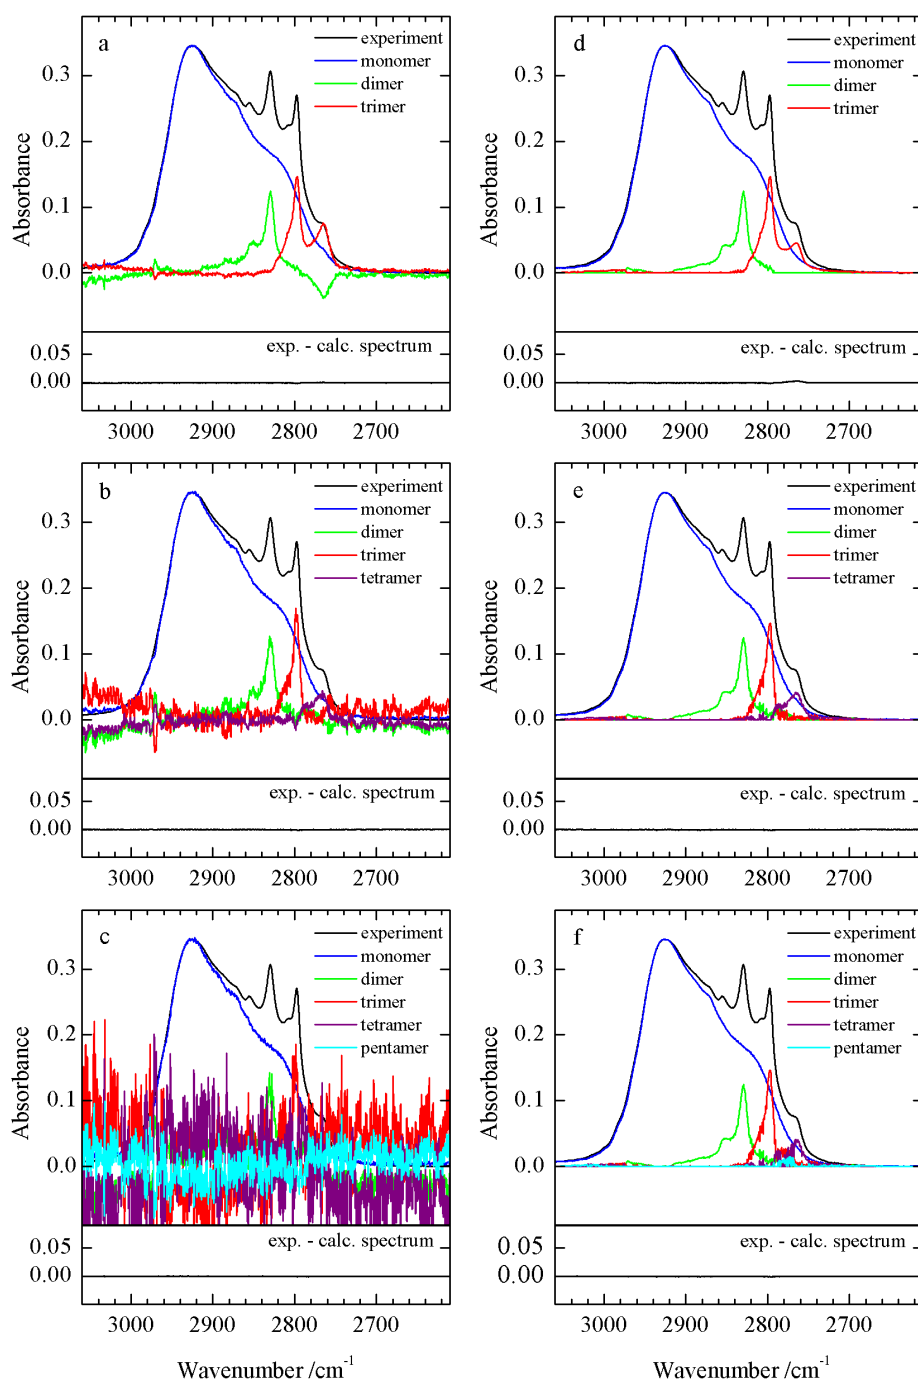 a
experiment
monomer
dimer
trimer
0.3
0.2
0.1
0.0
Absorbance
exp. - calc. spectrum
0.05
0.00
3000 2900 2800 2700
d
experiment
monomer
dimer
trimer
0.3
0.2
0.1
0.0
Absorbance
exp. - calc. spectrum
0.05
0.00
3000 2900 2800 2700
b
experiment
monomer
dimer
trimer
tetramer
0.3
0.2
0.1
0.0
Absorbance
exp. - calc. spectrum
0.05
0.00
3000 2900 2800 2700
e
experiment
monomer
dimer
trimer
tetramer
0.3
0.2
0.1
0.0
Absorbance
exp. - calc. spectrum
0.05
0.00
3000 2900 2800 2700
c
experiment
monomer
dimer
trimer
tetramer
pentamer
0.3
0.2
0.1
0.0
Absorbance
exp. - calc. spectrum
0.05
0.00
3000 2900 2800 2700
Wavenumber /cm⁻¹
f
experiment
monomer
dimer
trimer
tetramer
pentamer
0.3
0.2
0.1
0.0
Absorbance
exp. - calc. spectrum
0.05
0.00
3000 2900 2800 2700
Wavenumber /cm⁻¹